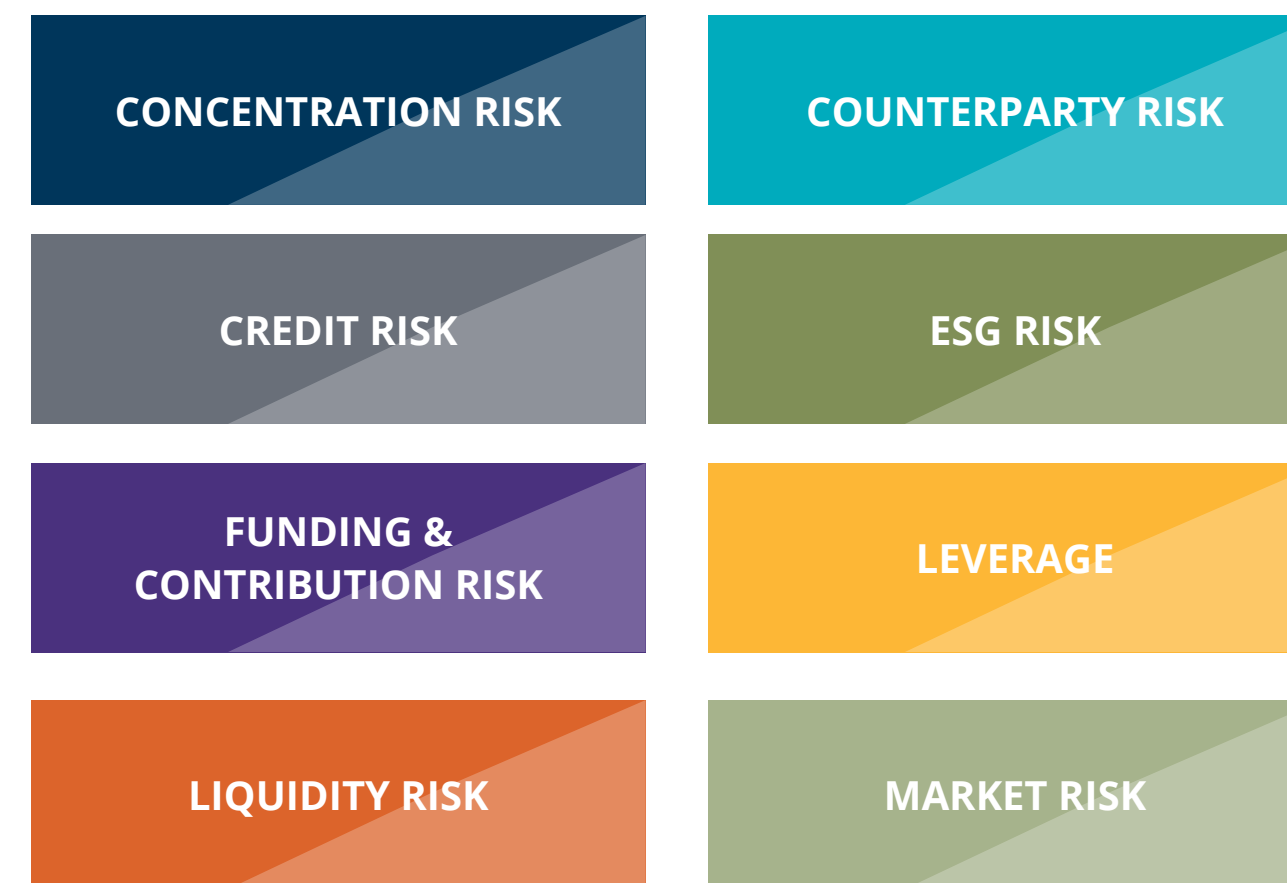 CONCENTRATION RISK
COUNTERPARTY RISK
CREDIT RISK
ESG RISK
FUNDING &
CONTRIBUTION RISK
LEVERAGE
LIQUIDITY RISK
MARKET RISK